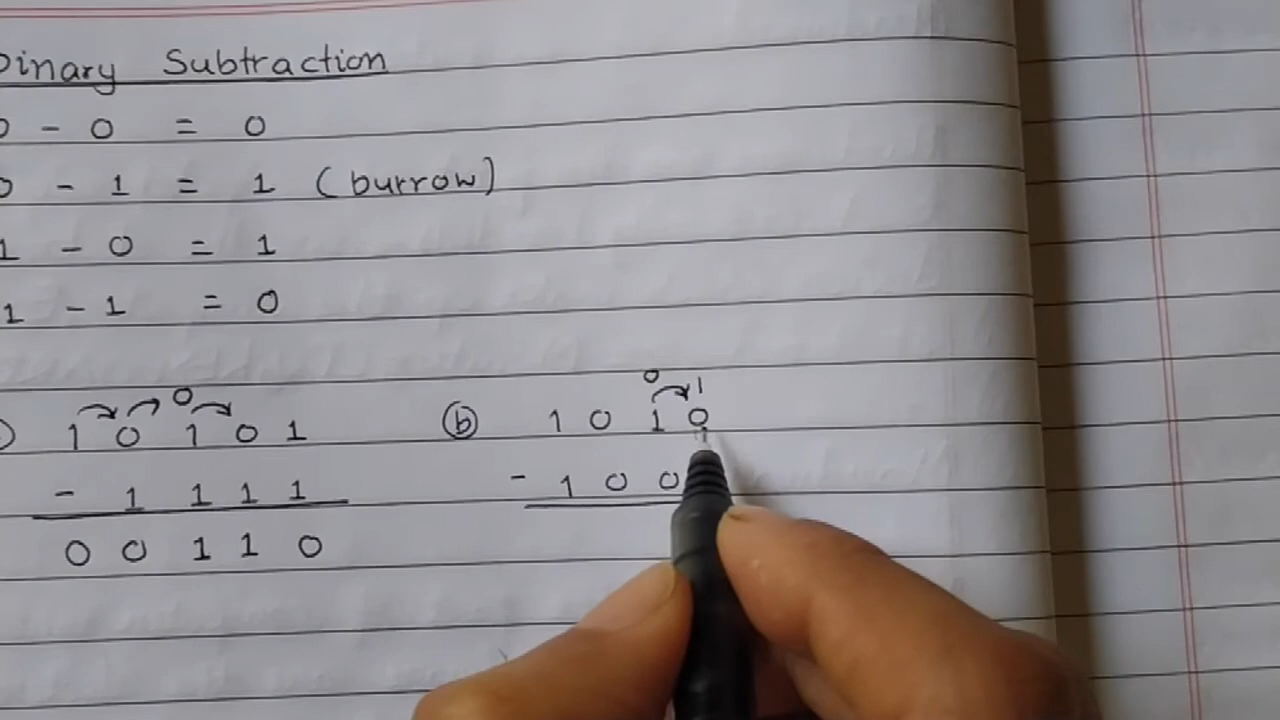 Binary Subtraction
0 - 0 = 0
0 - 1 = 1 (burrow)
1 - 0 = 1
1 - 1 = 0
0
1 0 1 0 1
- 1 1 1 1
0 0 1 1 0
0 1
(b) 1 0 1 0
- 1 0 0